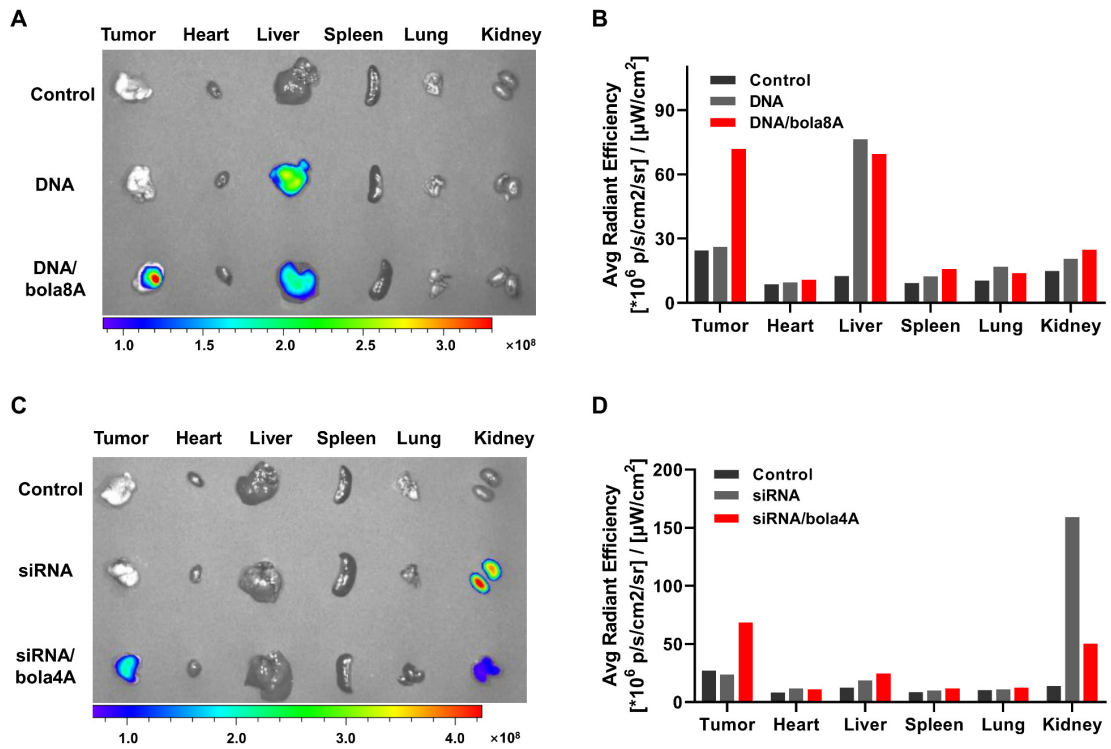 A
Tumor Heart Liver Spleen Lung Kidney
Control
DNA
DNA/
bola8A
1.0 1.5 2.0 2.5 3.0 ×10⁸
B
Avg Radiant Efficiency
[*10⁶ p/s/cm2/sr] / [µW/cm²]
90
60
30
0
Control
DNA
DNA/bola8A
Tumor Heart Liver Spleen Lung Kidney
C
Tumor Heart Liver Spleen Lung Kidney
Control
siRNA
siRNA/
bola4A
1.0 2.0 3.0 4.0 ×10⁸
D
Avg Radiant Efficiency
[*10⁶ p/s/cm2/sr] / [µW/cm²]
200
150
100
50
0
Control
siRNA
siRNA/bola4A
Tumor Heart Liver Spleen Lung Kidney